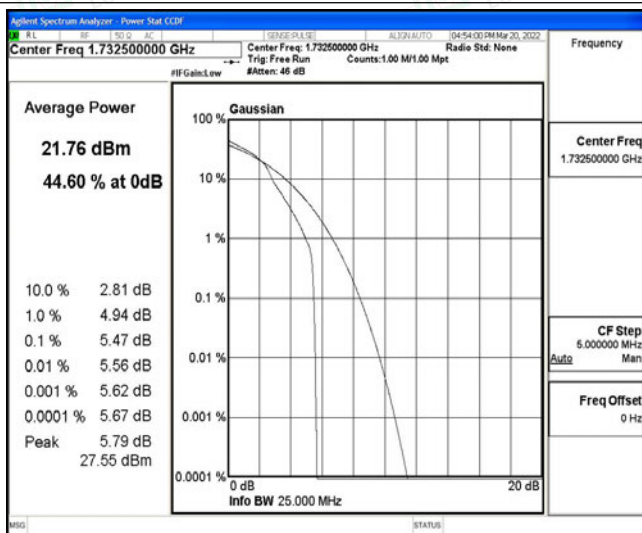 Agilent Spectrum Analyzer - Power Stat CCDF
RL RF 50 Ω AC SENSE:PULSE ALIGN AUTO 04:54:00 PM Mar 20, 2022
Center Freq 1.732500000 GHz
Center Freq: 1.732500000 GHz Radio Std: None
Trig: Free Run Counts:1.00 M/1.00 Mpt
#IFGain:Low #Atten: 46 dB
Frequency
Average Power
21.76 dBm
44.60 % at 0dB
10.0 % 2.81 dB
1.0 % 4.94 dB
0.1 % 5.47 dB
0.01 % 5.56 dB
0.001 % 5.62 dB
0.0001 % 5.67 dB
Peak 5.79 dB
27.55 dBm
Gaussian
100 %
10 %
1 %
0.1 %
0.01 %
0.001 %
0.0001 %
0 dB 20 dB
Info BW 25.000 MHz
Center Freq
1.732500000 GHz
CF Step
5.000000 MHz
Auto Man
Freq Offset
0 Hz
MSG STATUS